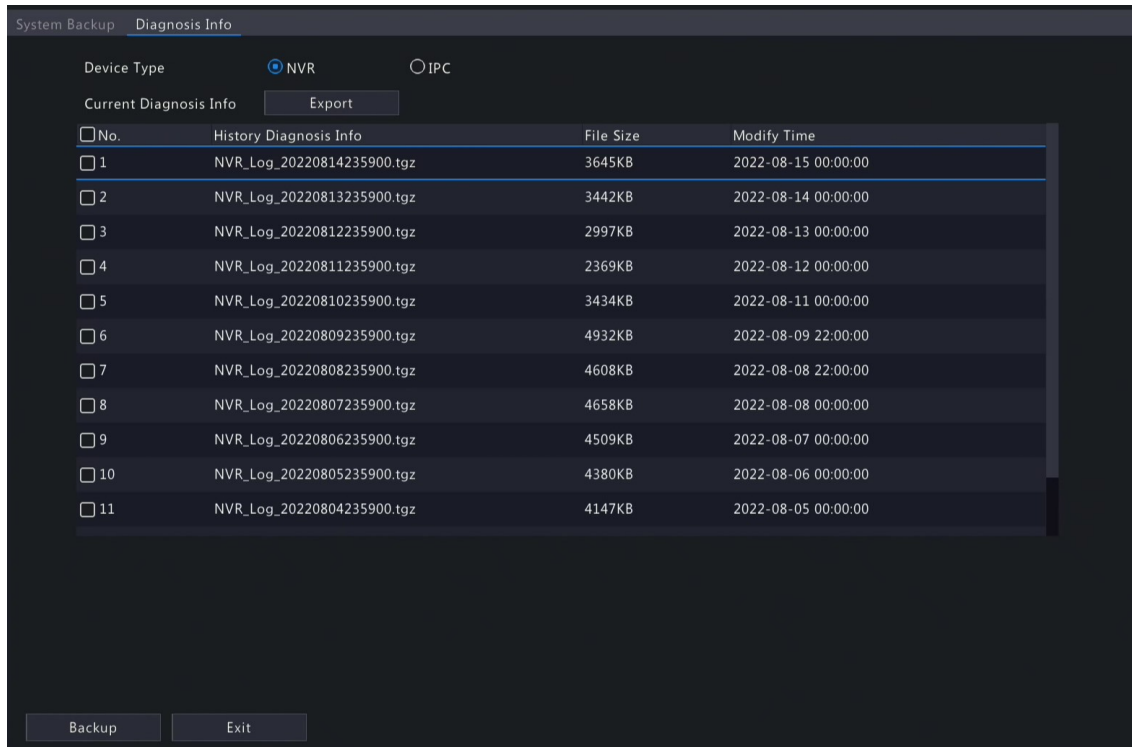 System Backup Diagnosis Info
Device Type NVR IPC
Current Diagnosis Info Export
No. History Diagnosis Info File Size Modify Time
1 NVR_Log_20220814235900.tgz 3645KB 2022-08-15 00:00:00
2 NVR_Log_20220813235900.tgz 3442KB 2022-08-14 00:00:00
3 NVR_Log_20220812235900.tgz 2997KB 2022-08-13 00:00:00
4 NVR_Log_20220811235900.tgz 2369KB 2022-08-12 00:00:00
5 NVR_Log_20220810235900.tgz 3434KB 2022-08-11 00:00:00
6 NVR_Log_20220809235900.tgz 4932KB 2022-08-09 22:00:00
7 NVR_Log_20220808235900.tgz 4608KB 2022-08-08 22:00:00
8 NVR_Log_20220807235900.tgz 4658KB 2022-08-08 00:00:00
9 NVR_Log_20220806235900.tgz 4509KB 2022-08-07 00:00:00
10 NVR_Log_20220805235900.tgz 4380KB 2022-08-06 00:00:00
11 NVR_Log_20220804235900.tgz 4147KB 2022-08-05 00:00:00
Backup Exit